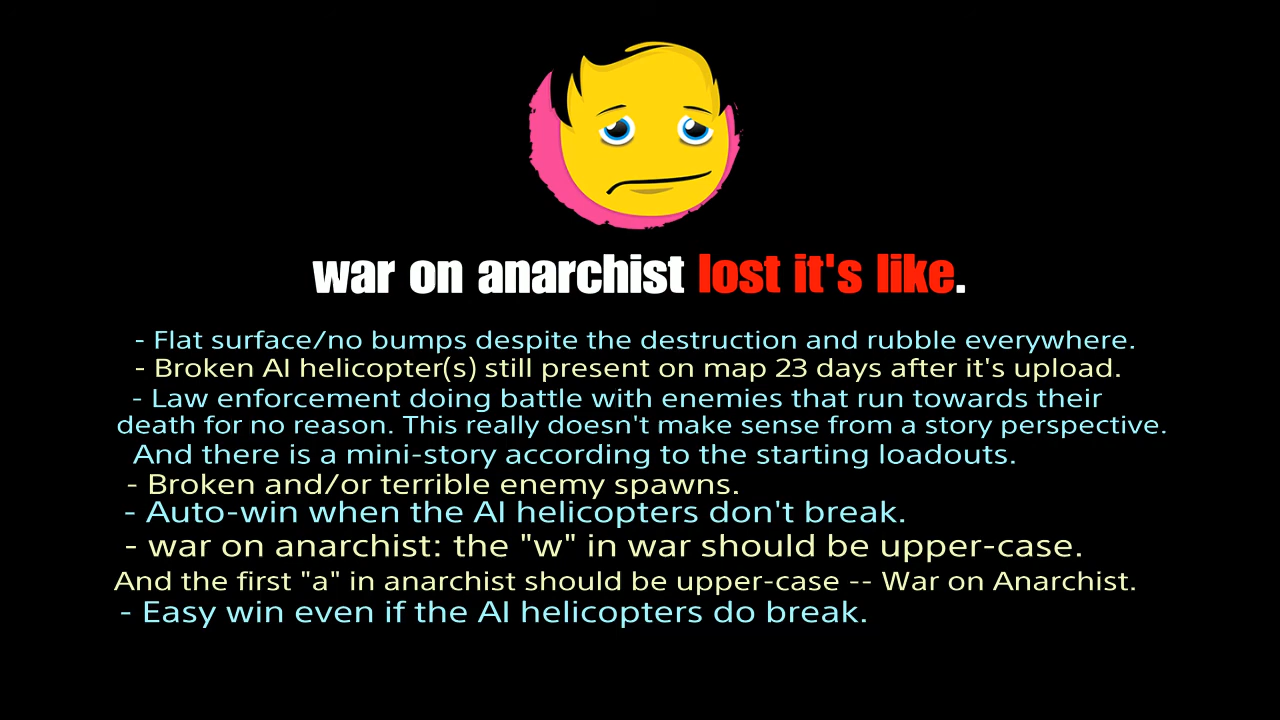 war on anarchist lost it's like.
- Flat surface/no bumps despite the destruction and rubble everywhere.
- Broken AI helicopter(s) still present on map 23 days after it's upload.
- Law enforcement doing battle with enemies that run towards their
death for no reason. This really doesn't make sense from a story perspective.
And there is a mini-story according to the starting loadouts.
- Broken and/or terrible enemy spawns.
- Auto-win when the AI helicopters don't break.
- war on anarchist: the "w" in war should be upper-case.
And the first "a" in anarchist should be upper-case -- War on Anarchist.
- Easy win even if the AI helicopters do break.